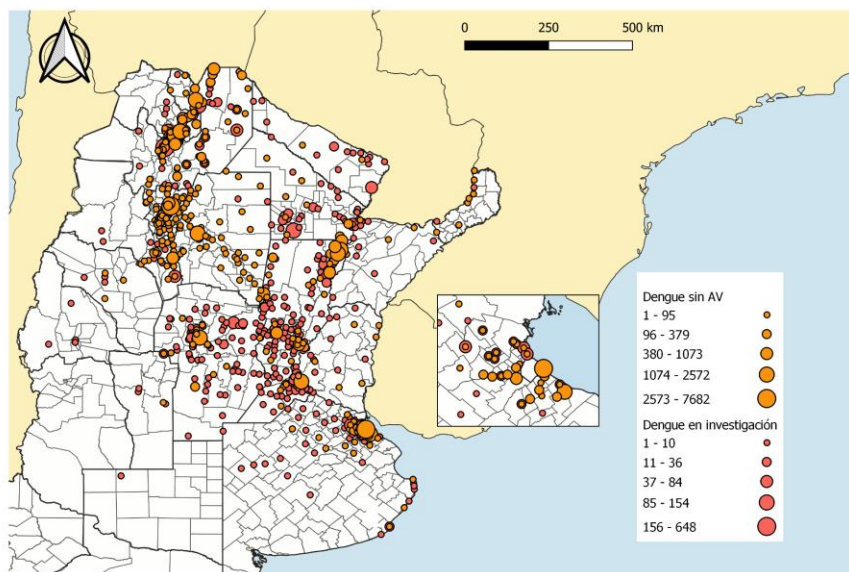 0 250 500 km
Dengue sin AV
1 - 95
96 - 379
380 - 1073
1074 - 2572
2573 - 7682
Dengue en investigación
1 - 10
11 - 36
37 - 84
85 - 154
156 - 648